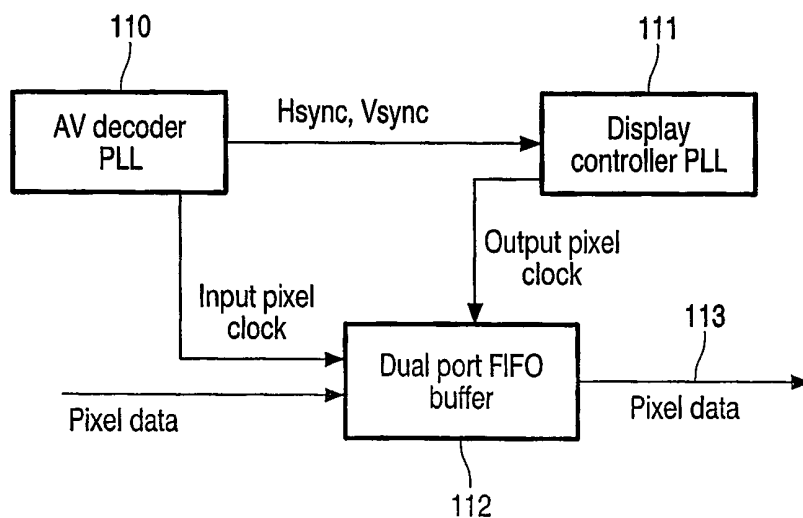 110
111
AV decoder
PLL
Hsync, Vsync
Display
controller PLL
Output pixel
clock
Input pixel
clock
113
Dual port FIFO
buffer
Pixel data
Pixel data
112